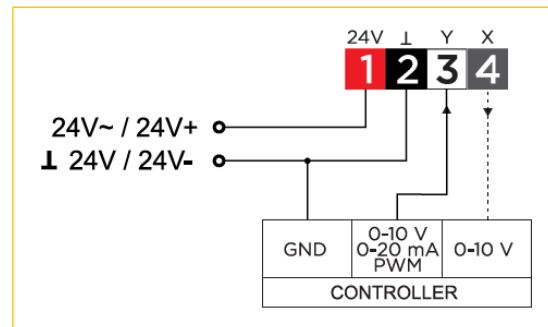 24V ⊥ Y X
1 2 3 4
24V~ / 24V+
⊥ 24V / 24V-
0-10 V
GND 0-20 mA 0-10 V
PWM
CONTROLLER